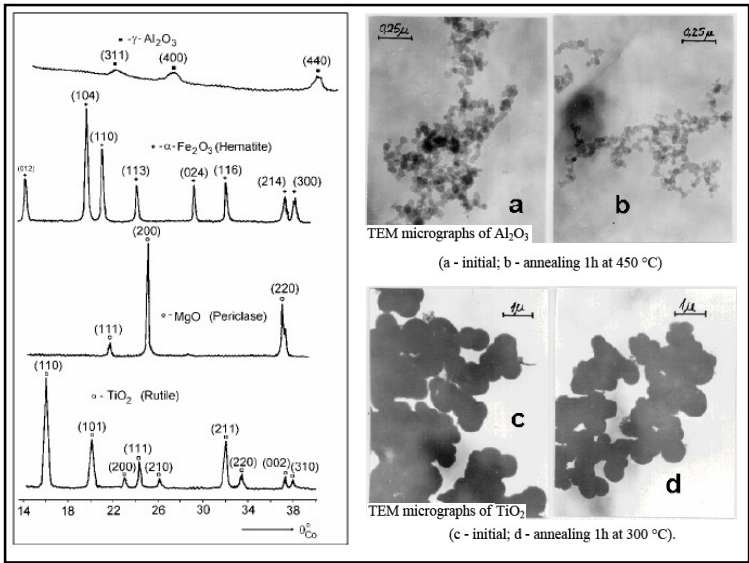 ■ -γ-Al₂O₃
(311) (400) (440)
(104)
(110)
+ -α-Fe₂O₃ (Hematite)
(012) (113) (024) (116) (214) (300)
(200)
(220)
o -MgO (Periclase)
(111)
(110)
▫ - TiO₂ (Rutile)
(101) (211)
(111)
(200) (210) (220) (002) (310)
14 18 22 26 30 34 38
θ°Co
0,25μ
a
TEM micrographs of Al₂O₃
0,25μ
b
(a - initial; b - annealing 1h at 450 °C)
1μ
c
TEM micrographs of TiO₂
1μ
d
(c - initial; d - annealing 1h at 300 °C).